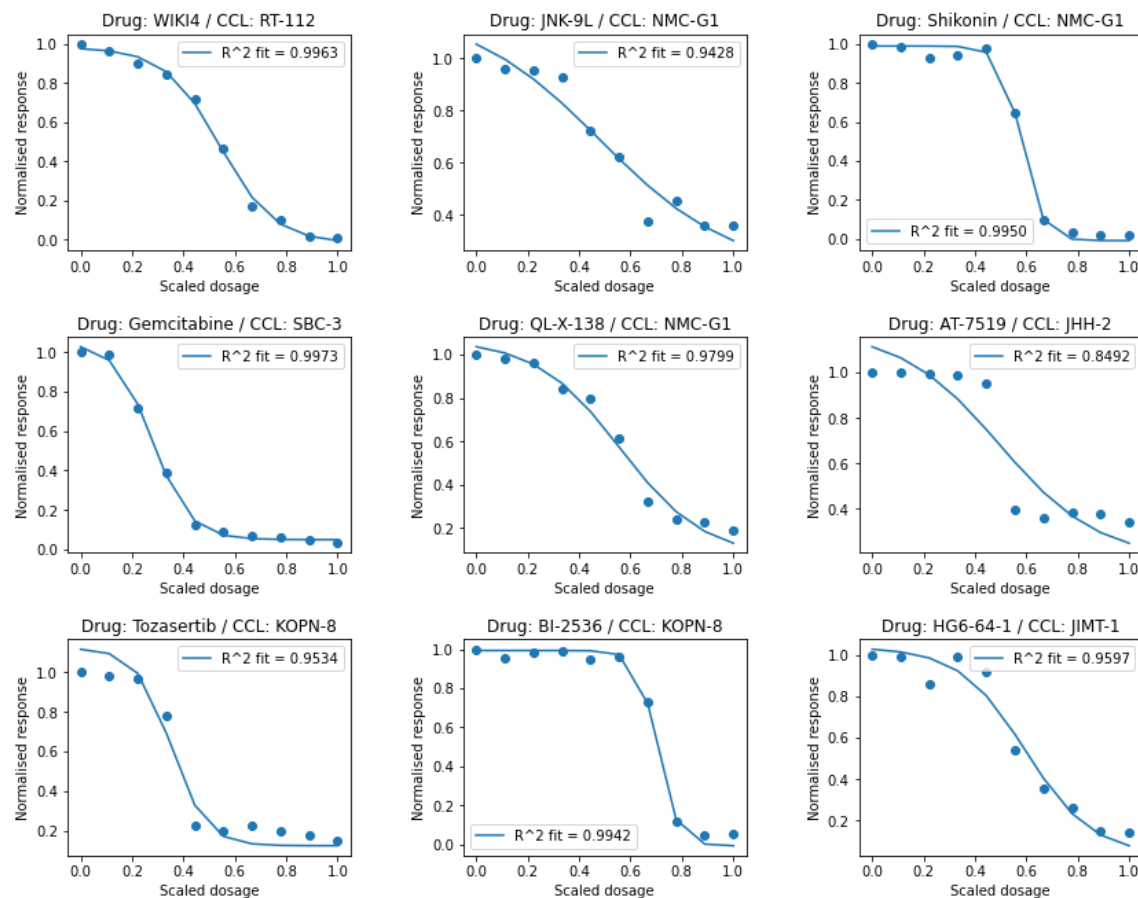 Drug: WIKI4 / CCL: RT-112
Normalised response
1.0
0.8
0.6
0.4
0.2
0.0
R^2 fit = 0.9963
0.0 0.2 0.4 0.6 0.8 1.0
Scaled dosage
Drug: JNK-9L / CCL: NMC-G1
Normalised response
1.0
0.8
0.6
0.4
R^2 fit = 0.9428
0.0 0.2 0.4 0.6 0.8 1.0
Scaled dosage
Drug: Shikonin / CCL: NMC-G1
Normalised response
1.0
0.8
0.6
0.4
0.2
0.0
R^2 fit = 0.9950
0.0 0.2 0.4 0.6 0.8 1.0
Scaled dosage
Drug: Gemcitabine / CCL: SBC-3
Normalised response
1.0
0.8
0.6
0.4
0.2
0.0
R^2 fit = 0.9973
0.0 0.2 0.4 0.6 0.8 1.0
Scaled dosage
Drug: QL-X-138 / CCL: NMC-G1
Normalised response
1.0
0.8
0.6
0.4
0.2
R^2 fit = 0.9799
0.0 0.2 0.4 0.6 0.8 1.0
Scaled dosage
Drug: AT-7519 / CCL: JHH-2
Normalised response
1.0
0.8
0.6
0.4
R^2 fit = 0.8492
0.0 0.2 0.4 0.6 0.8 1.0
Scaled dosage
Drug: Tozasertib / CCL: KOPN-8
Normalised response
1.0
0.8
0.6
0.4
0.2
R^2 fit = 0.9534
0.0 0.2 0.4 0.6 0.8 1.0
Scaled dosage
Drug: BI-2536 / CCL: KOPN-8
Normalised response
1.0
0.8
0.6
0.4
0.2
0.0
R^2 fit = 0.9942
0.0 0.2 0.4 0.6 0.8 1.0
Scaled dosage
Drug: HG6-64-1 / CCL: JIMT-1
Normalised response
1.0
0.8
0.6
0.4
0.2
R^2 fit = 0.9597
0.0 0.2 0.4 0.6 0.8 1.0
Scaled dosage